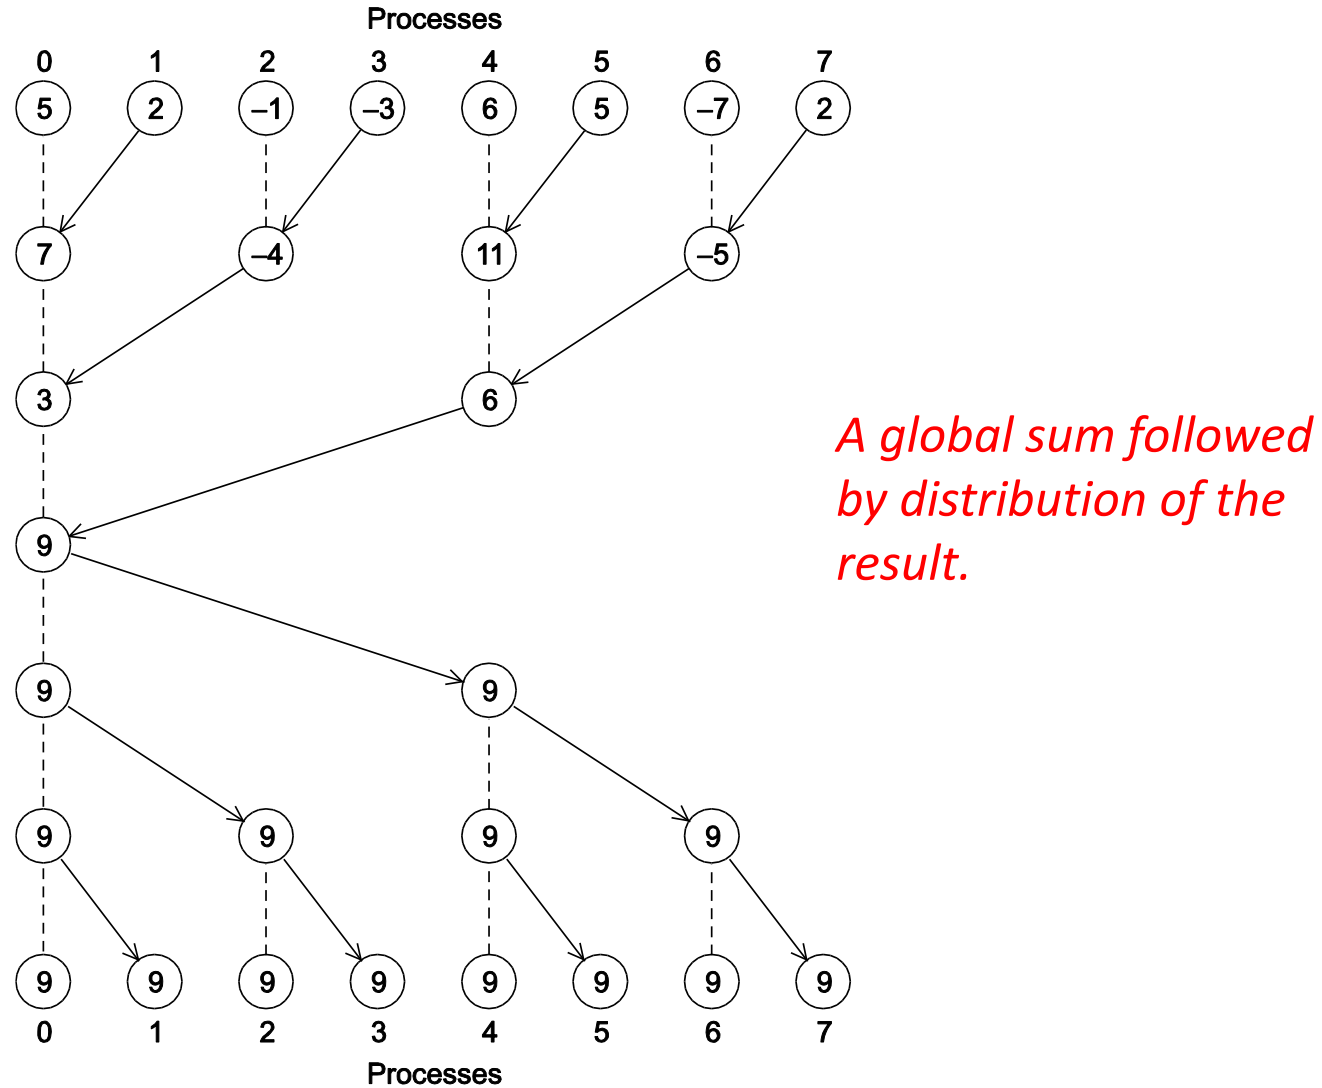 Processes
0 1 2 3 4 5 6 7
5 2 –1 –3 6 5 –7 2
7 –4 11 –5
3 6
A global sum followed
by distribution of the
result.
9
9 9
9 9 9 9
9 9 9 9 9 9 9 9
0 1 2 3 4 5 6 7
Processes